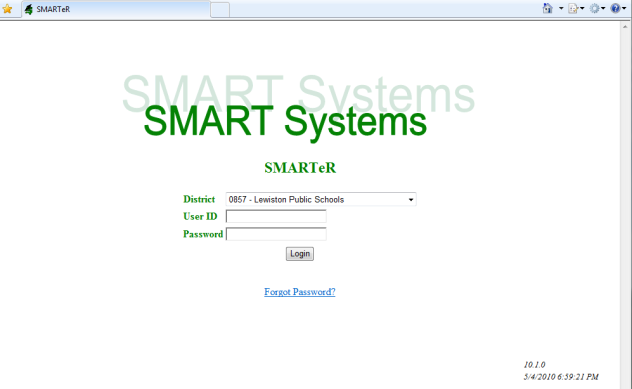 SMARTeR
SMART Systems
SMART Systems
SMARTeR
District 0857 - Lewiston Public Schools
User ID
Password
Login
Forgot Password?
10.1.0
5/4/2010 6:59:21 PM